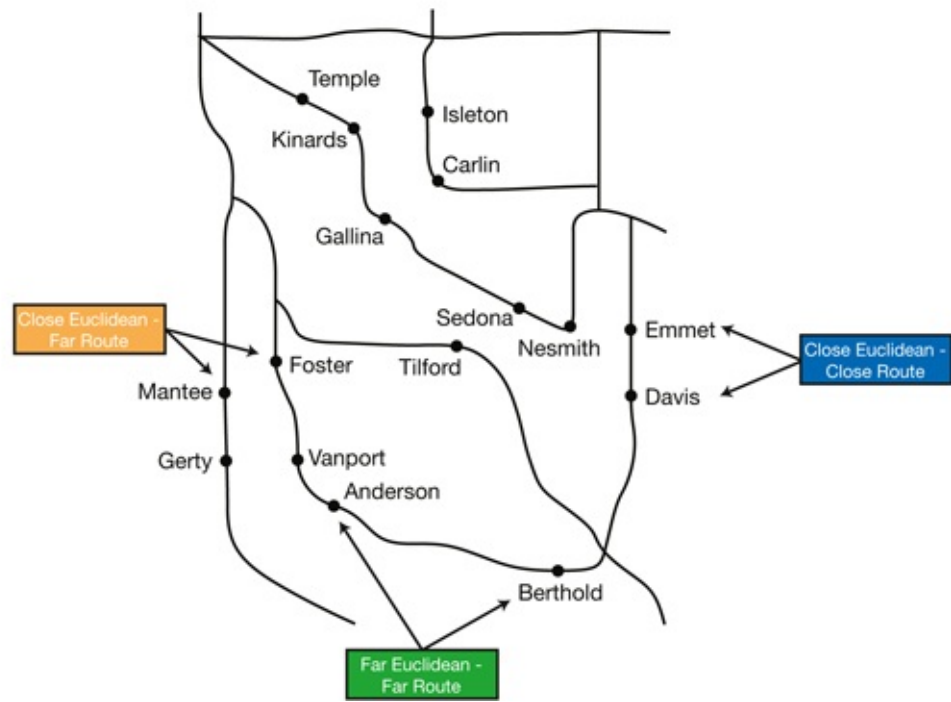 Temple
Isleton
Kinards
Carlin
Gallina
Close Euclidean -
Far Route
Sedona
Nesmith
Emmet
Close Euclidean -
Close Route
Foster
Tilford
Mantee
Davis
Gerty
Vanport
Anderson
Berthold
Far Euclidean -
Far Route